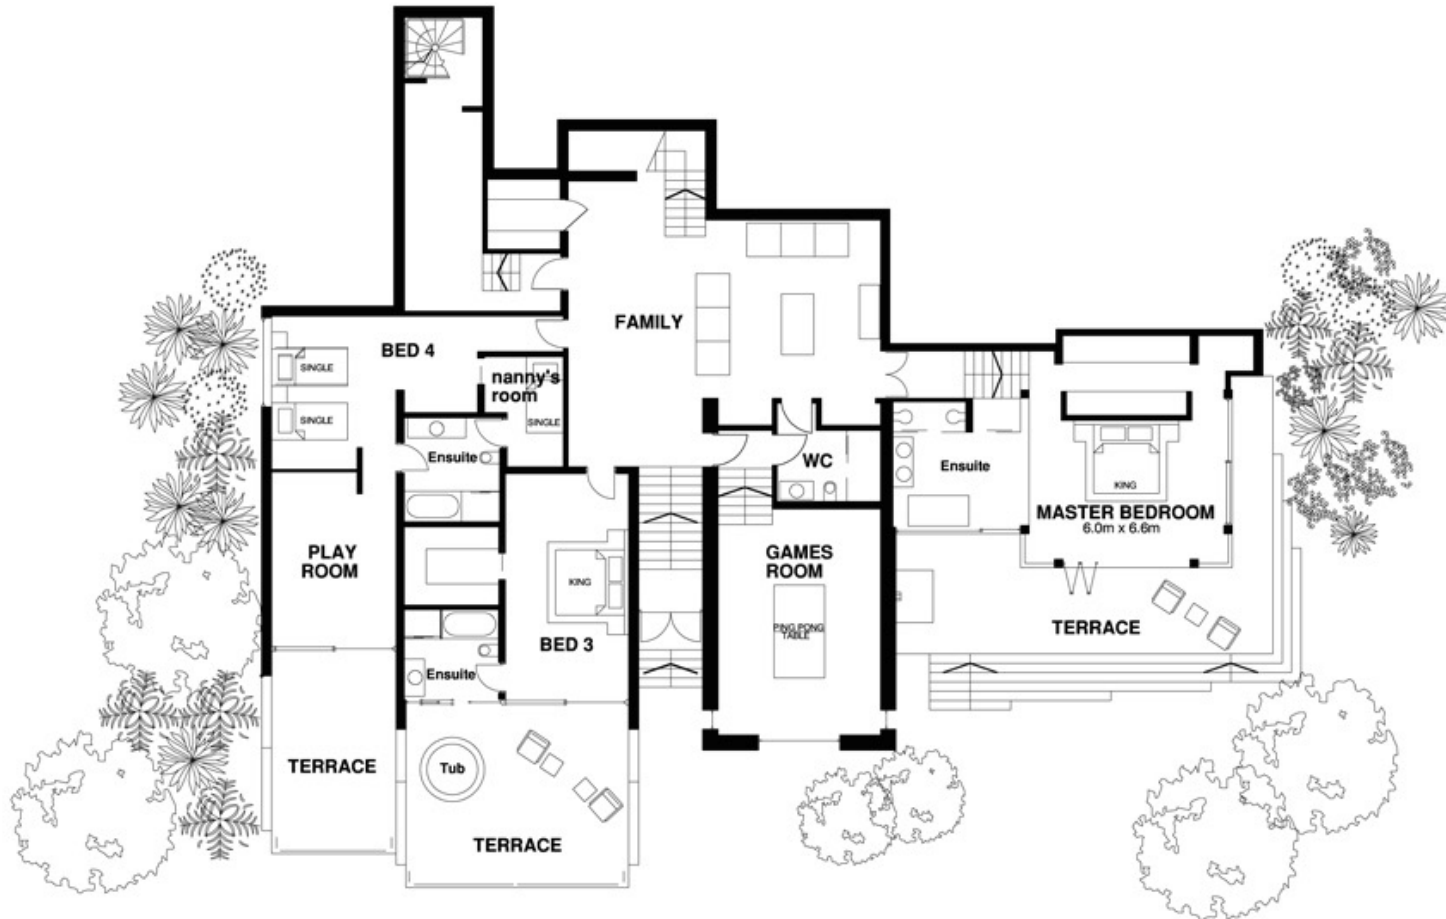 FAMILY
BED 4
SINGLE
SINGLE
nanny's
room
SINGLE
Ensuite
WC
Ensuite
KING
MASTER BEDROOM
6.0m x 6.6m
PLAY
ROOM
KING
GAMES
ROOM
PING PONG
TABLE
BED 3
TERRACE
Ensuite
TERRACE
Tub
TERRACE